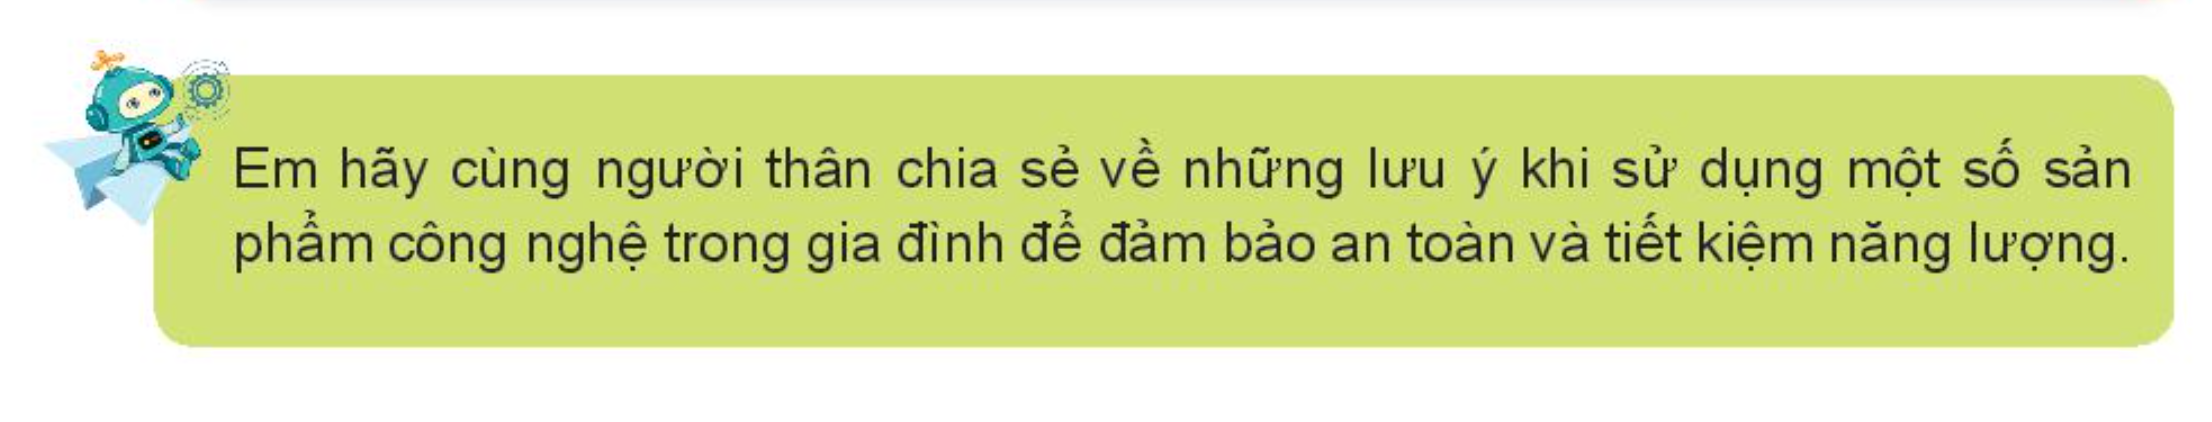 Em hãy cùng người thân chia sẻ về những lưu ý khi sử dụng một số sản
phẩm công nghệ trong gia đình để đảm bảo an toàn và tiết kiệm năng lượng.